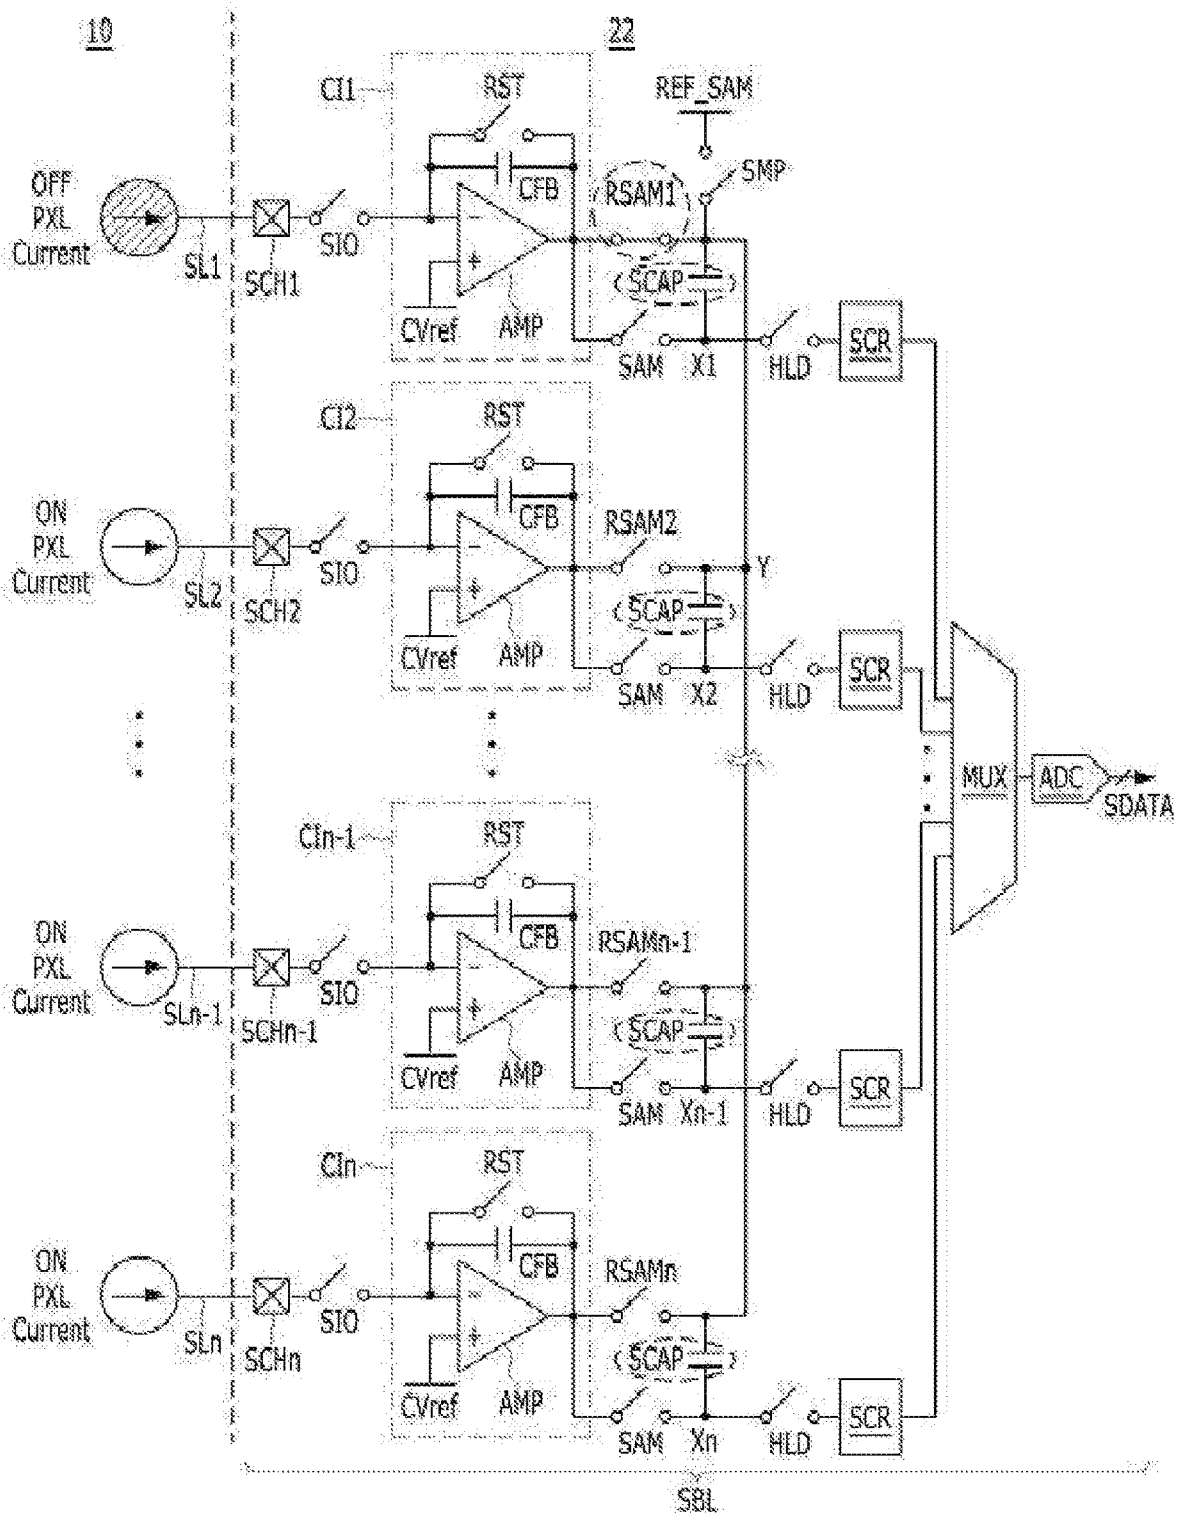 10
22
CI1
RST
REF_SAM
OFF
PXL
Current
CFB
RSAM1
SMP
SL1
SCH1
SIO
CVref
AMP
SCAP
SAM
X1
HLD
SCR
CI2
RST
ON
PXL
Current
CFB
RSAM2
Y
SL2
SCH2
SIO
CVref
AMP
SCAP
SAM
X2
HLD
SCR
MUX
ADC
SDATA
CIn-1
RST
ON
PXL
Current
CFB
RSAMn-1
SLn-1
SCHn-1
SIO
CVref
AMP
SCAP
SAM
Xn-1
HLD
SCR
CIn
RST
ON
PXL
Current
CFB
RSAMn
SLn
SCHn
SIO
CVref
AMP
SCAP
SAM
Xn
HLD
SCR
SBL